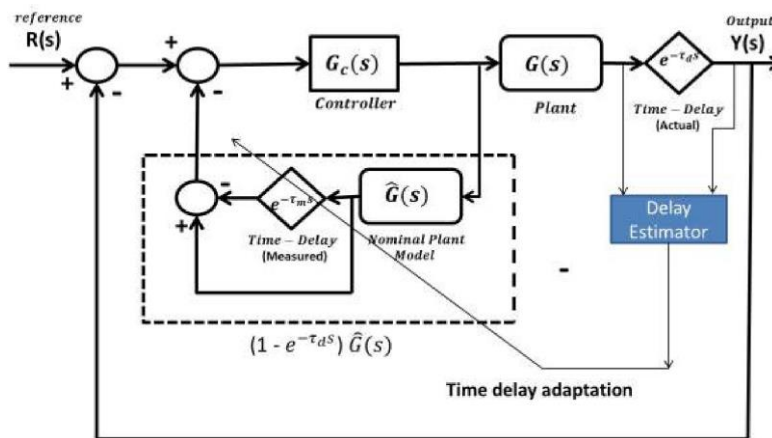 reference
R(s)
+
-
+
-
G_c(s)
Controller
G(s)
Plant
e^{-τ_d s}
Time - Delay
(Actual)
Output
Y(s)
-
+
e^{-τ_m s}
Time - Delay
(Measured)
Ĝ(s)
Nominal Plant
Model
Delay
Estimator
-
(1 - e^{-τ_d s}) Ĝ(s)
Time delay adaptation